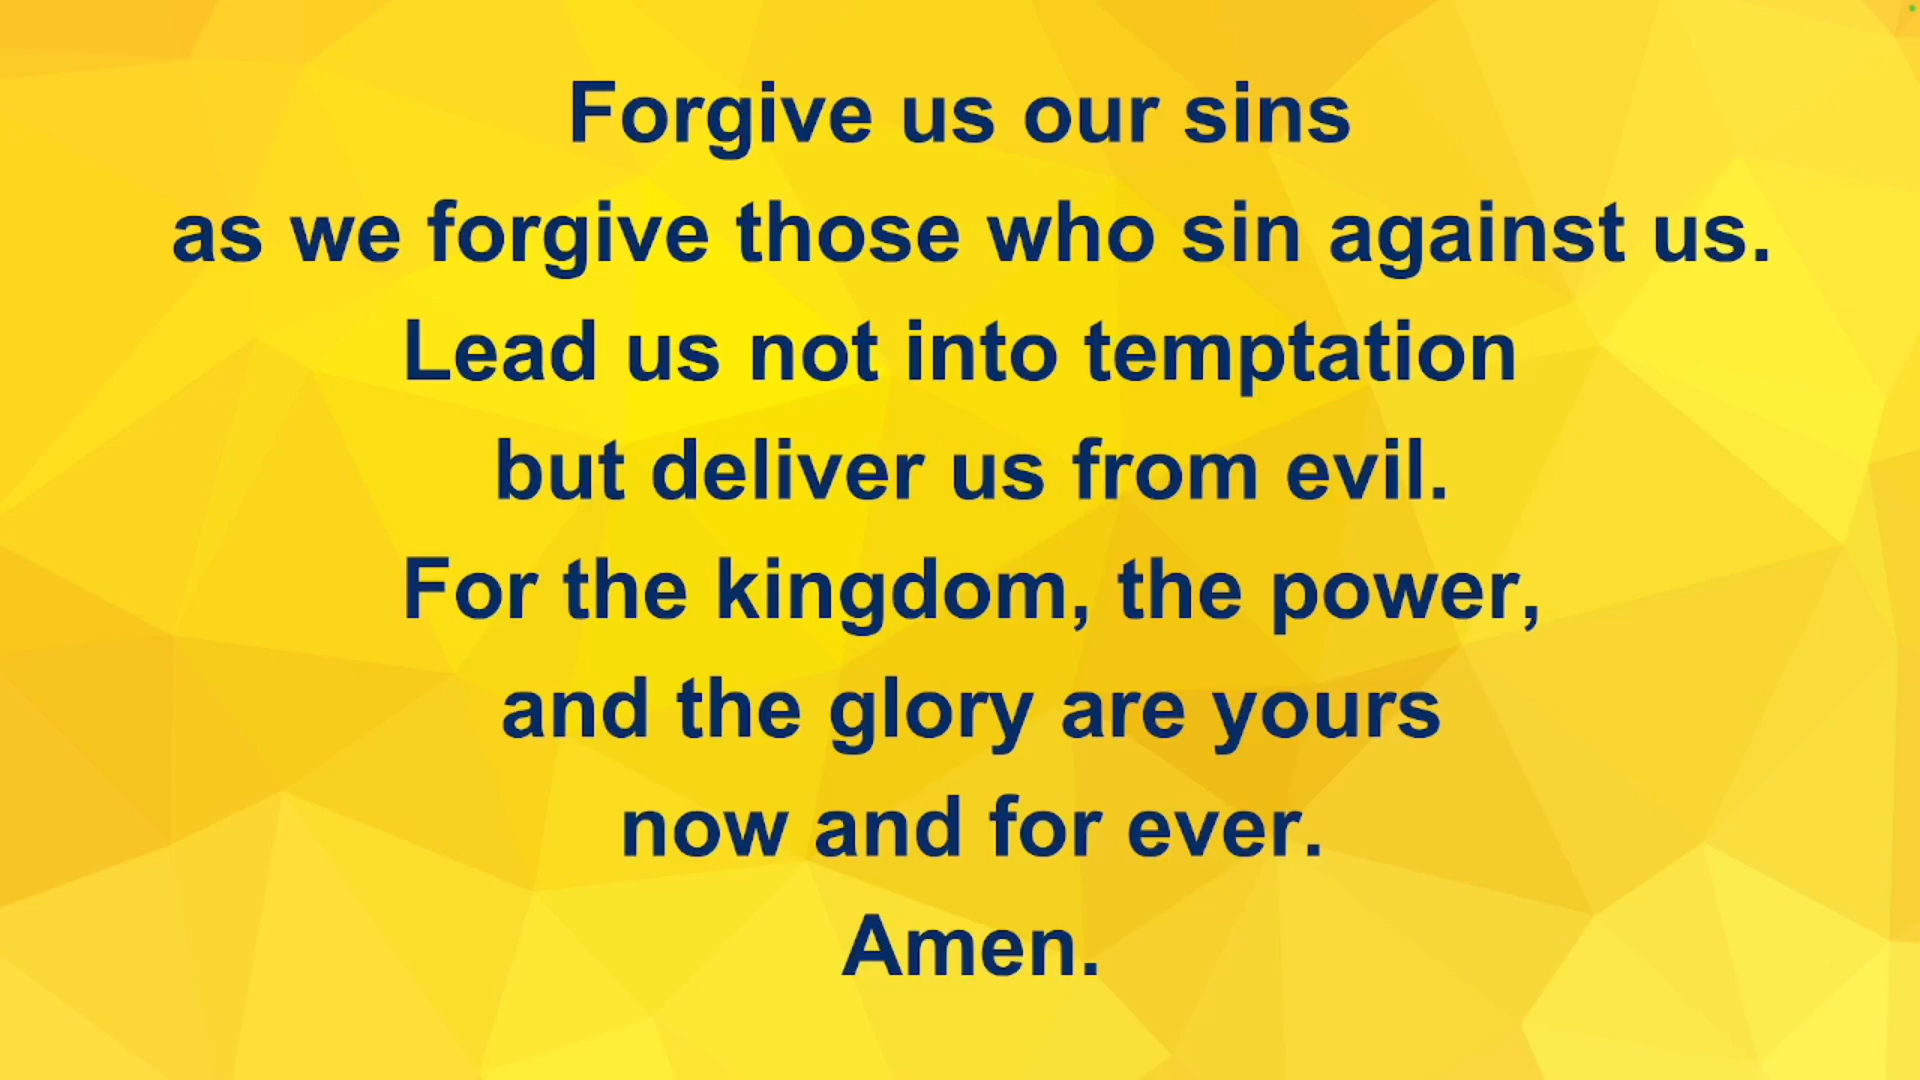 Forgive us our sins
as we forgive those who sin against us.
Lead us not into temptation
but deliver us from evil.
For the kingdom, the power,
and the glory are yours
now and for ever.
Amen.